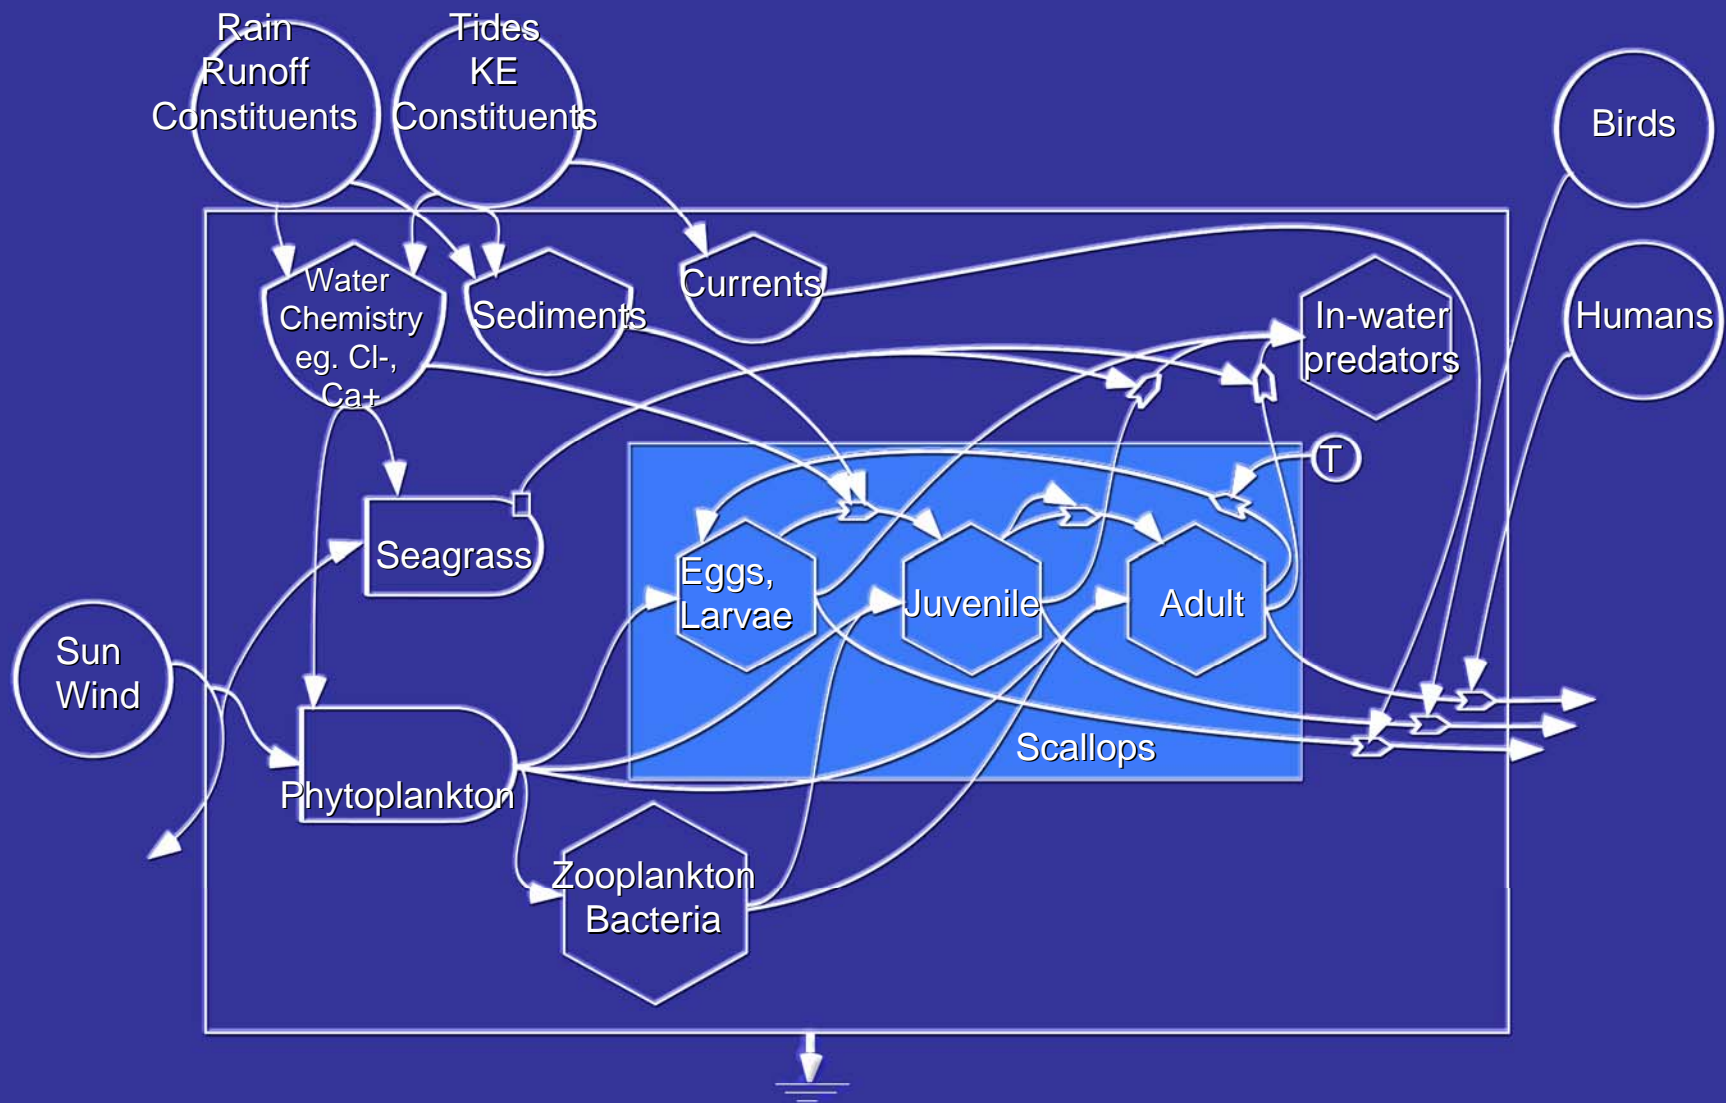 Rain
Runoff
Constituents
Tides
KE
Constituents
Birds
Humans
Water
Chemistry
eg. Cl-,
Ca+
Sediments
Currents
In-water
predators
T
Seagrass
Eggs,
Larvae
Juvenile
Adult
Sun
Wind
Scallops
Phytoplankton
Zooplankton
Bacteria